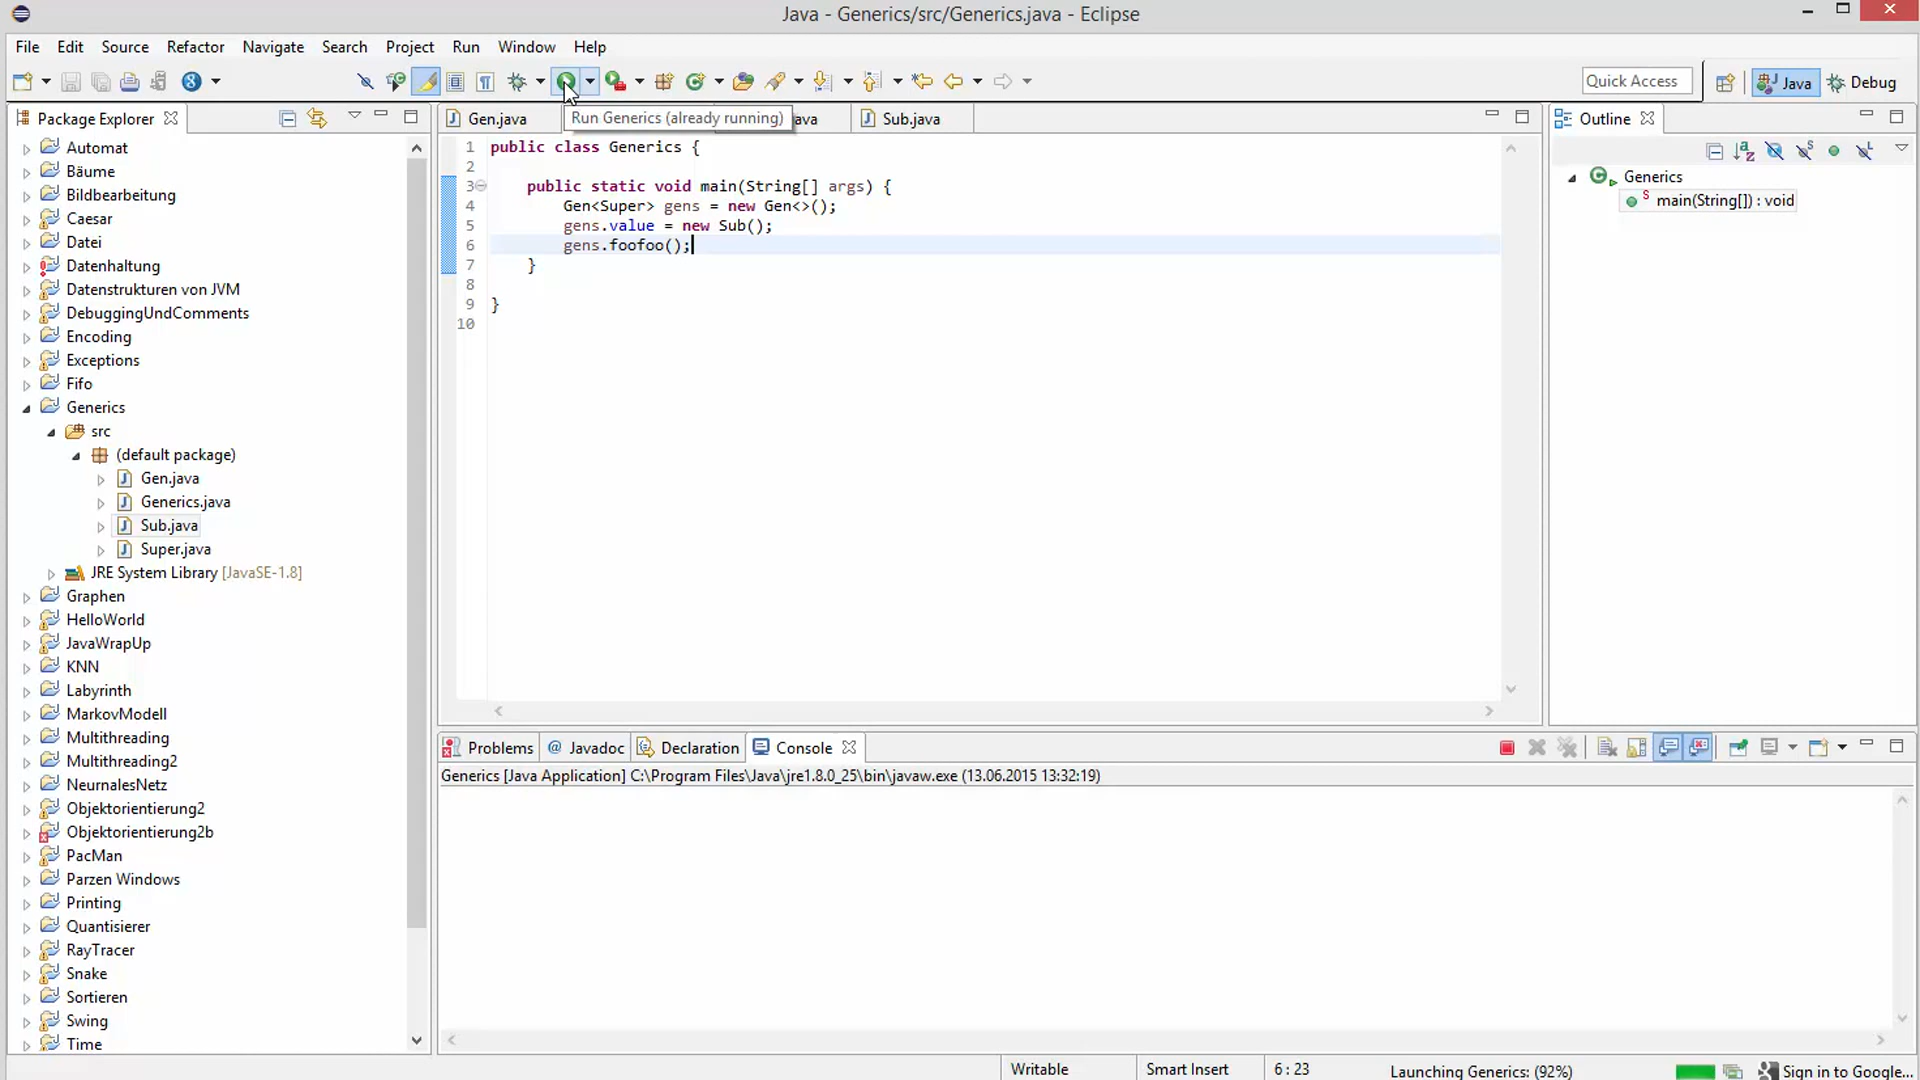 Java - Generics/src/Generics.java - Eclipse
File Edit Source Refactor Navigate Search Project Run Window Help
Quick Access Java Debug
Package Explorer
Automat
Bäume
Bildbearbeitung
Caesar
Datei
Datenhaltung
Datenstrukturen von JVM
DebuggingUndComments
Encoding
Exceptions
Fifo
Generics
src
(default package)
Gen.java
Generics.java
Sub.java
Super.java
JRE System Library [JavaSE-1.8]
Graphen
HelloWorld
JavaWrapUp
KNN
Labyrinth
MarkovModell
Multithreading
Multithreading2
NeurnalesNetz
Objektorientierung2
Objektorientierung2b
PacMan
Parzen Windows
Printing
Quantisierer
RayTracer
Snake
Sortieren
Swing
Time
Gen.java Run Generics (already running) ava Sub.java
1 public class Generics {
2
3 public static void main(String[] args) {
4 Gen<Super> gens = new Gen<>();
5 gens.value = new Sub();
6 gens.foofoo();
7 }
8
9 }
10
Outline
Generics
main(String[]) : void
Problems @ Javadoc Declaration Console
Generics [Java Application] C:\Program Files\Java\jre1.8.0_25\bin\javaw.exe (13.06.2015 13:32:19)
Writable Smart Insert 6 : 23 Launching Generics: (92%) Sign in to Google...